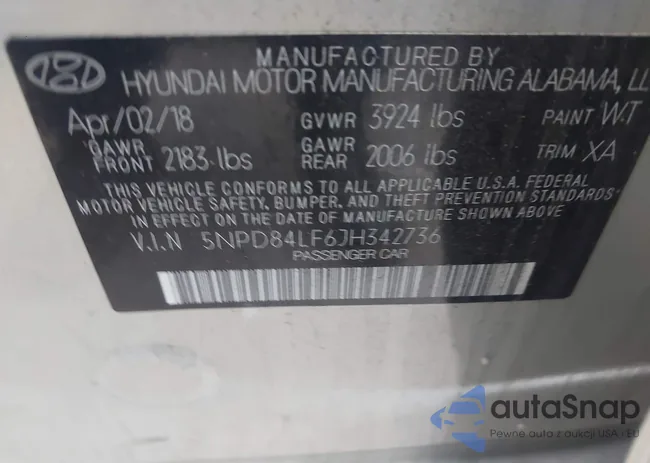 MANUFACTURED BY
HYUNDAI MOTOR MANUFACTURING ALABAMA, LL
Apr/02/18 GVWR 3924 lbs PAINT WT
GAWR FRONT 2183 lbs GAWR REAR 2006 lbs TRIM XA
THIS VEHICLE CONFORMS TO ALL APPLICABLE U.S.A. FEDERAL
MOTOR VEHICLE SAFETY, BUMPER, AND THEFT PREVENTION STANDARDS
IN EFFECT ON THE DATE OF MANUFACTURE SHOWN ABOVE
V.I.N 5NPD84LF6JH342736
PASSENGER CAR
autoSnap
Pewne auta z aukcji USA - EU